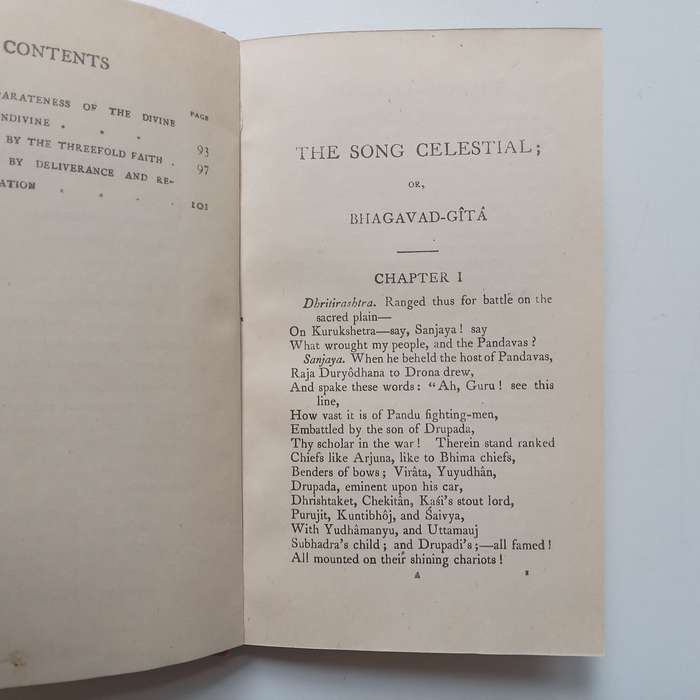 CONTENTS
PAGE
ARATENESS OF THE DIVINE
NDIVINE . . . 93
BY THE THREEFOLD FAITH . 97
BY DELIVERANCE AND RE-
ATION . . . 101
THE SONG CELESTIAL;
OR,
BHAGAVAD-GÎTÂ
CHAPTER I
Dhritirashtra. Ranged thus for battle on the
sacred plain—
On Kurukshetra—say, Sanjaya! say
What wrought my people, and the Pandavas?
Sanjaya. When he beheld the host of Pandavas,
Raja Duryôdhana to Drona drew,
And spake these words: "Ah, Guru! see this
line,
How vast it is of Pandu fighting-men,
Embattled by the son of Drupada,
Thy scholar in the war! Therein stand ranked
Chiefs like Arjuna, like to Bhima chiefs,
Benders of bows; Virâta, Yuyudhân,
Drupada, eminent upon his car,
Dhrishtaket, Chekitân, Kaśi's stout lord,
Purujit, Kuntibhôj, and Śaivya,
With Yudhâmanyu, and Uttamauj
Subhadra's child; and Drupadi's;—all famed!
All mounted on their shining chariots!
A